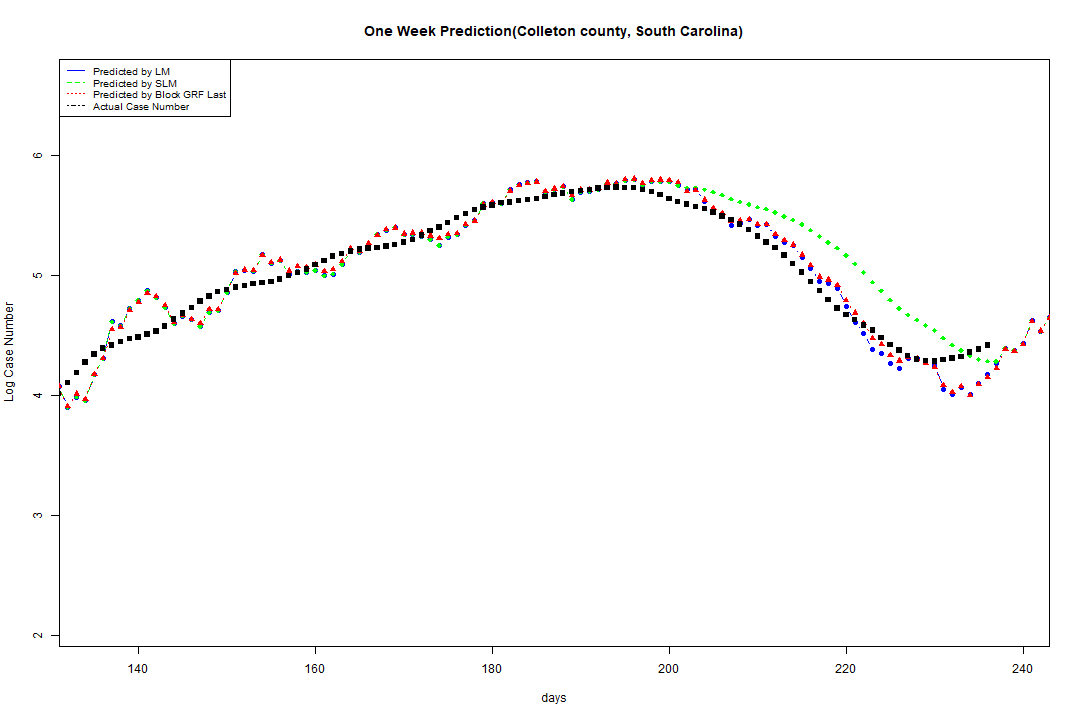 One Week Prediction(Colleton county, South Carolina)
Predicted by LM
Predicted by SLM
Predicted by Block GRF Last
Actual Case Number
6
5
4
3
2
Log Case Number
140
160
180
200
220
240
days